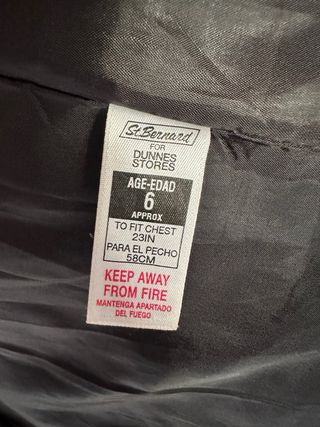 St.Bernard
FOR
DUNNES
STORES
AGE-EDAD
6
APPROX
TO FIT CHEST
23IN
PARA EL PECHO
58CM
KEEP AWAY
FROM FIRE
MANTENGA APARTADO
DEL FUEGO